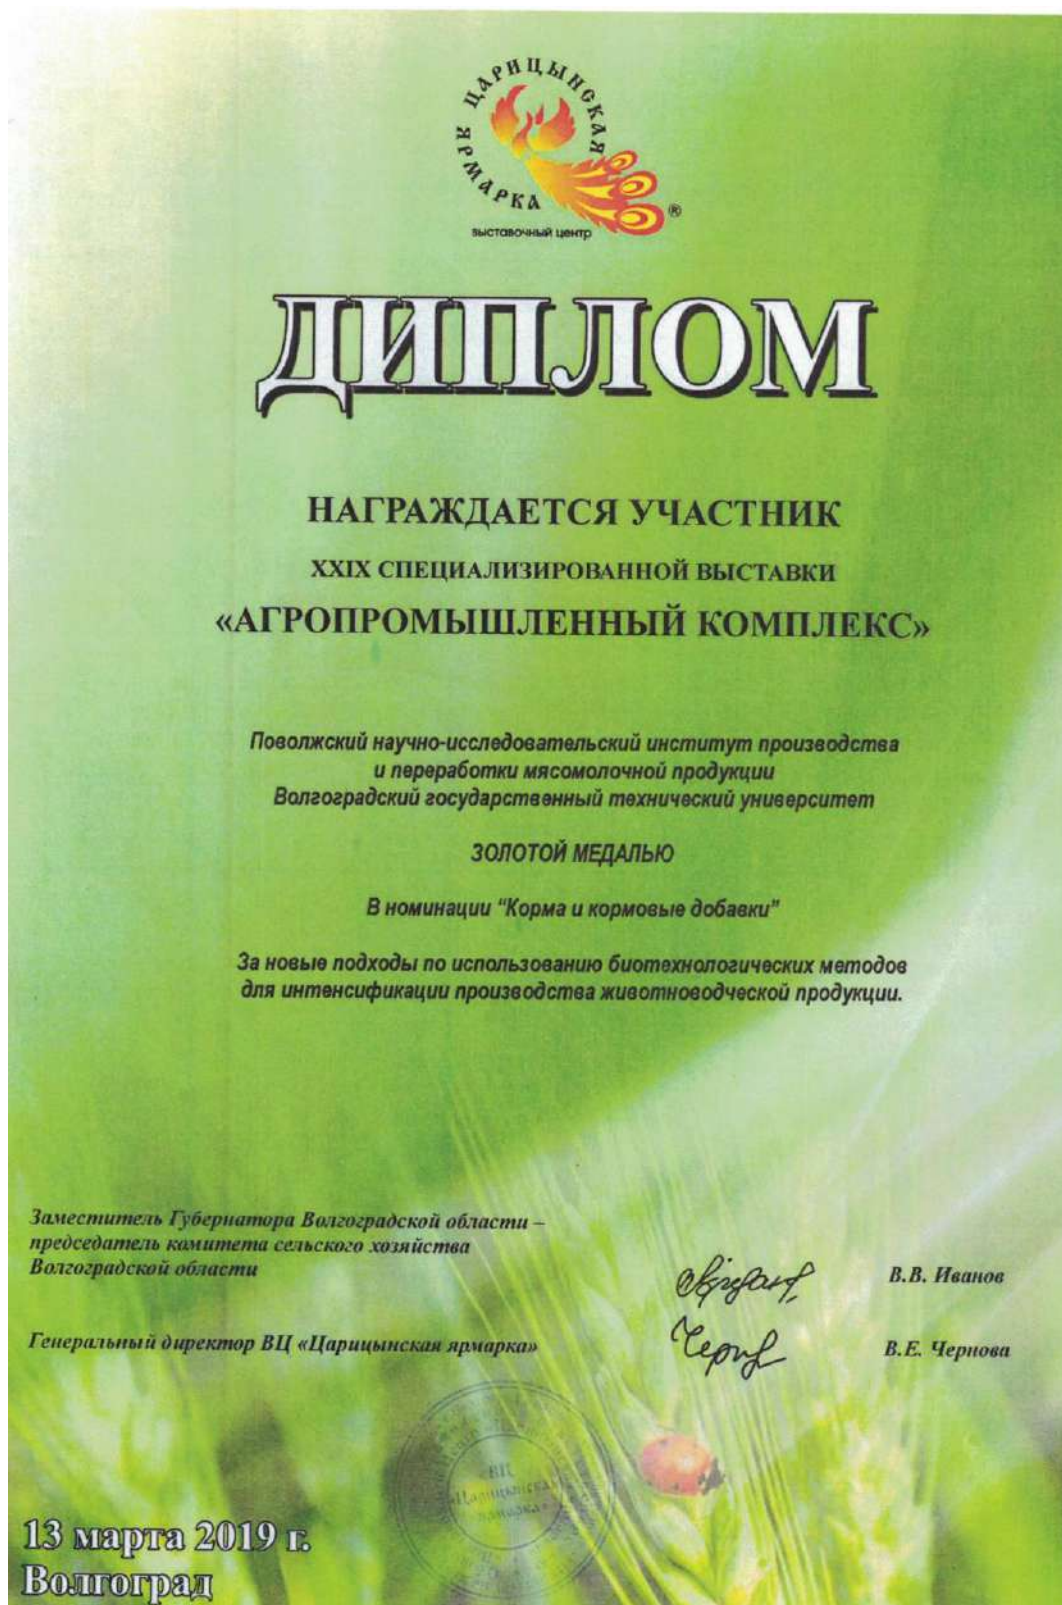 ЦАРИЦЫНСКАЯ ЯРМАРКА
®
выставочный центр
ДИПЛОМ
НАГРАЖДАЕТСЯ УЧАСТНИК
XXIX СПЕЦИАЛИЗИРОВАННОЙ ВЫСТАВКИ
«АГРОПРОМЫШЛЕННЫЙ КОМПЛЕКС»
Поволжский научно-исследовательский институт производства
и переработки мясомолочной продукции
Волгоградский государственный технический университет
ЗОЛОТОЙ МЕДАЛЬЮ
В номинации “Корма и кормовые добавки”
За новые подходы по использованию биотехнологических методов
для интенсификации производства животноводческой продукции.
Заместитель Губернатора Волгоградской области –
председатель комитета сельского хозяйства
Волгоградской области
В.В. Иванов
Генеральный директор ВЦ «Царицынская ярмарка»
В.Е. Чернова
ВЦ
«Царицынская
ярмарка»
13 марта 2019 г.
Волгоград